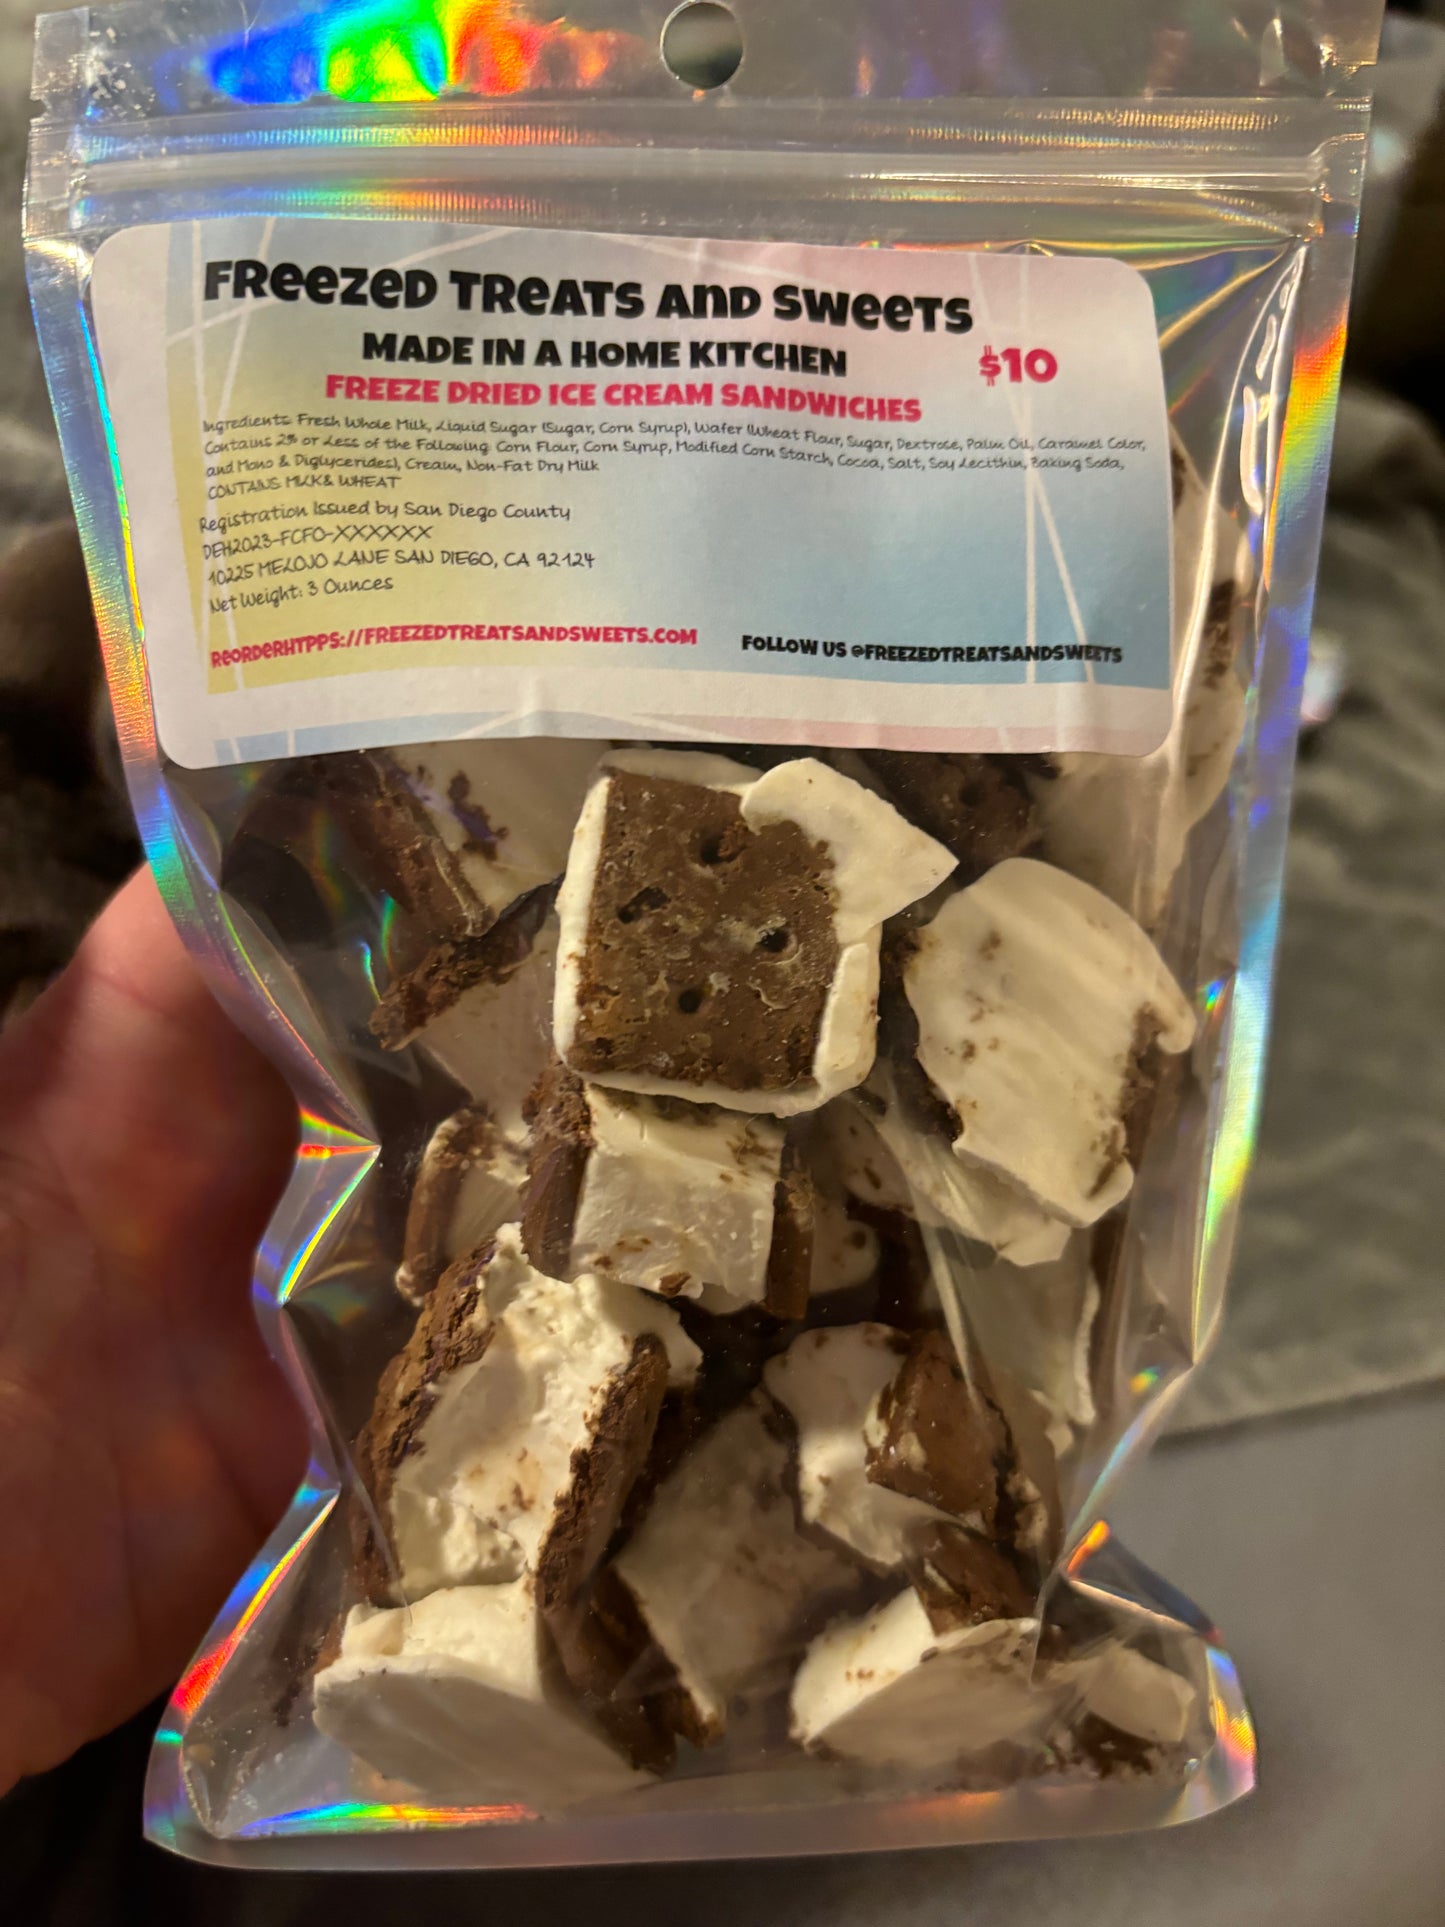 Freezed Treats and Sweets
Made in a Home Kitchen
$10
Freeze Dried Ice Cream Sandwiches
Ingredients: Fresh Whole Milk, Liquid Sugar (Sugar, Corn Syrup), Wafer (Wheat Flour, Sugar, Dextrose, Palm Oil, Caramel Color,
Contains 2% or Less of the Following: Corn Flour, Corn Syrup, Modified Corn Starch, Cocoa, Salt, Soy Lecithin, Baking Soda,
and Mono & Diglycerides), Cream, Non-Fat Dry Milk
CONTAINS MILK& WHEAT
Registration Issued by San Diego County
DEH2023-FCFO-XXXXXX
10225 MELOJO LANE SAN DIEGO, CA 92124
Net Weight: 3 Ounces
ReorderHTPPS://FREEZEDTREATSANDSWEETS.COM
Follow us @FREEZEDTREATSANDSWEETS